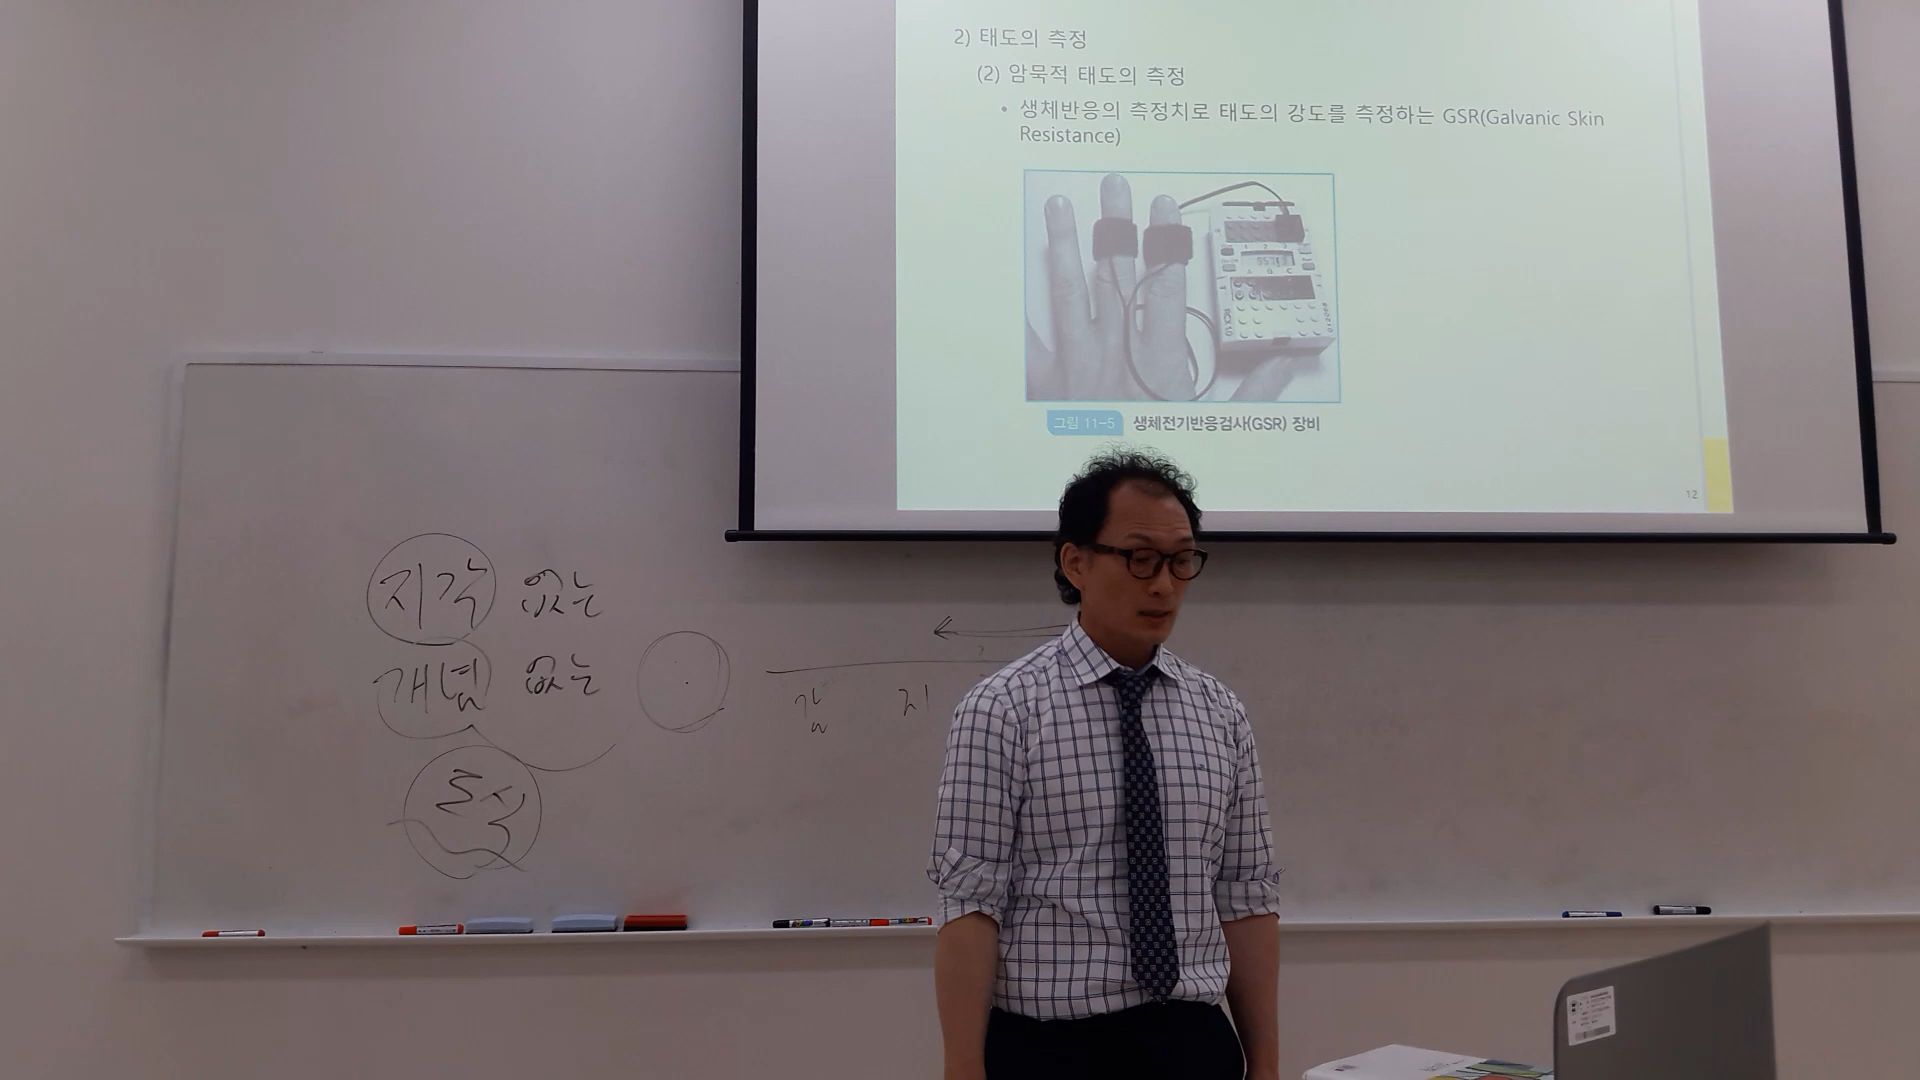 2) 태도의 측정
(2) 암묵적 태도의 측정
• 생체반응의 측정치로 태도의 강도를 측정하는 GSR(Galvanic Skin
Resistance)
그림 11-5 생체전기반응검사(GSR) 장비
12
지각 없는
개념 없는
감 지